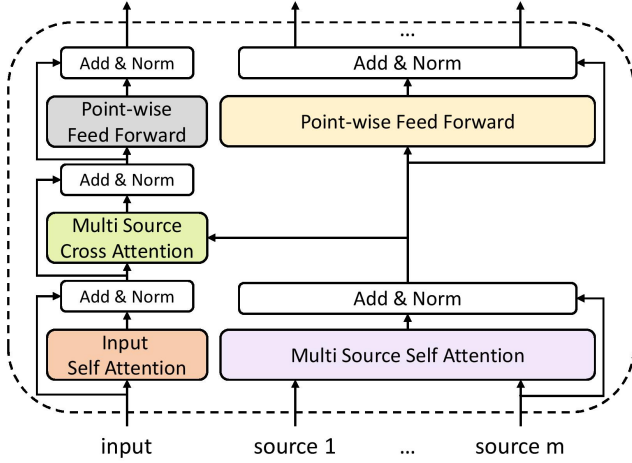 ...
Add & Norm
Add & Norm
Point-wise
Feed Forward
Point-wise Feed Forward
Add & Norm
Multi Source
Cross Attention
Add & Norm
Add & Norm
Input
Self Attention
Multi Source Self Attention
input
source 1
...
source m